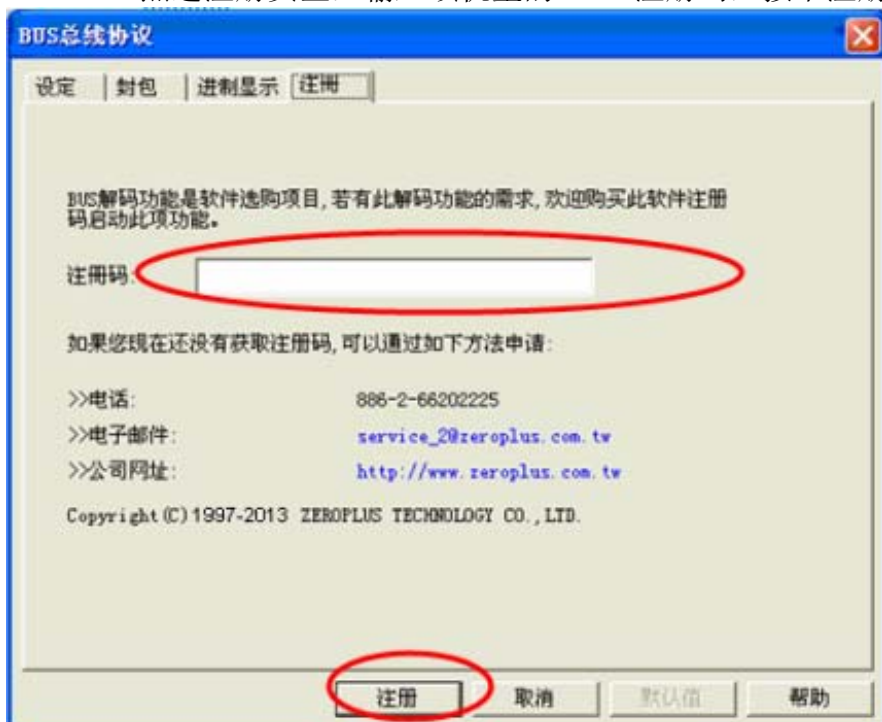 BUS总线协议
设定 封包 进制显示 注册
BUS解码功能是软件选购项目,若有此解码功能的需求,欢迎购买此软件注册
码启动此项功能。
注册码:
如果您现在还没有获取注册码,可以通过如下方法申请:
>>电话: 886-2-66202225
>>电子邮件: service_2@zeroplus.com.tw
>>公司网址: http://www.zeroplus.com.tw
Copyright(C)1997-2013 ZEROPLUS TECHNOLOGY CO.,LTD.
注册 取消 默认值 帮助